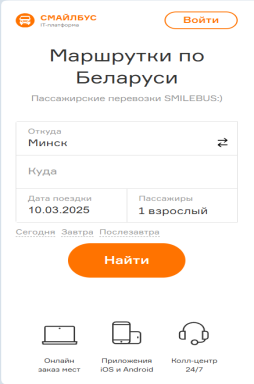 СМАЙЛБУС
IT-платформа
Войти
Маршрутки по
Беларуси
Пассажирские перевозки SMILEBUS:)
Откуда
Минск
Куда
Дата поездки
10.03.2025
Пассажиры
1 взрослый
Сегодня Завтра Послезавтра
Найти
Онлайн
заказ мест
Приложения
iOS и Android
Колл-центр
24/7